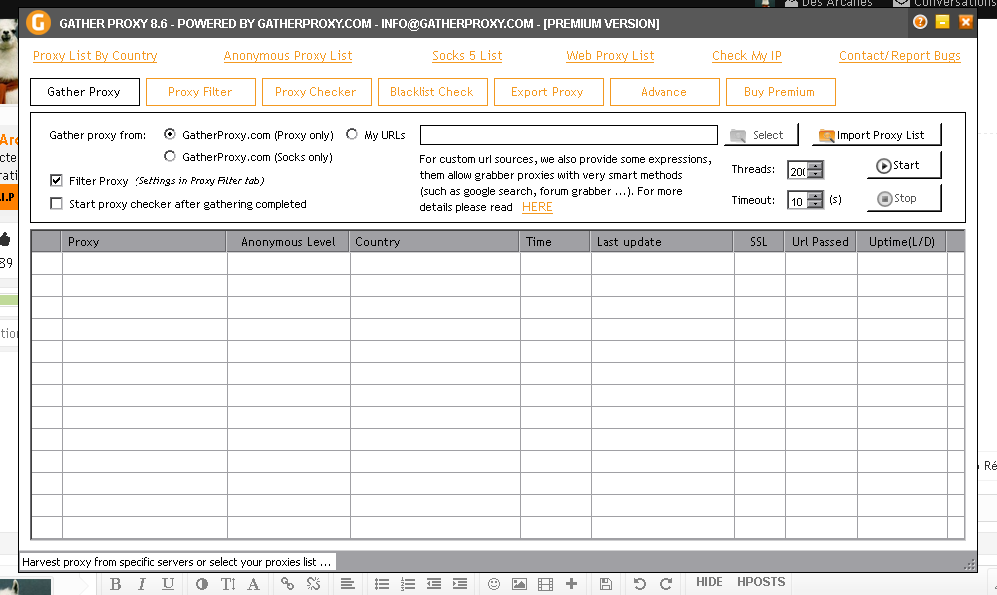 Des Arcanes
Conversations
G GATHER PROXY 8.6 - POWERED BY GATHERPROXY.COM - INFO@GATHERPROXY.COM - [PREMIUM VERSION]
Proxy List By Country Anonymous Proxy List Socks 5 List Web Proxy List Check My IP Contact/Report Bugs
Gather Proxy Proxy Filter Proxy Checker Blacklist Check Export Proxy Advance Buy Premium
Gather proxy from: GatherProxy.com (Proxy only) My URLs Select Import Proxy List
GatherProxy.com (Socks only)
For custom url sources, we also provide some expressions,
them allow grabber proxies with very smart methods
(such as google search, forum grabber ...). For more
details please read HERE
Filter Proxy (Settings in Proxy Filter tab)
Start proxy checker after gathering completed
Threads: 200 Start
Timeout: 10 (s) Stop
Proxy Anonymous Level Country Time Last update SSL Url Passed Uptime(L/D)
Harvest proxy from specific servers or select your proxies list ...
89
Ré
B I U T A HIDE HPOSTS